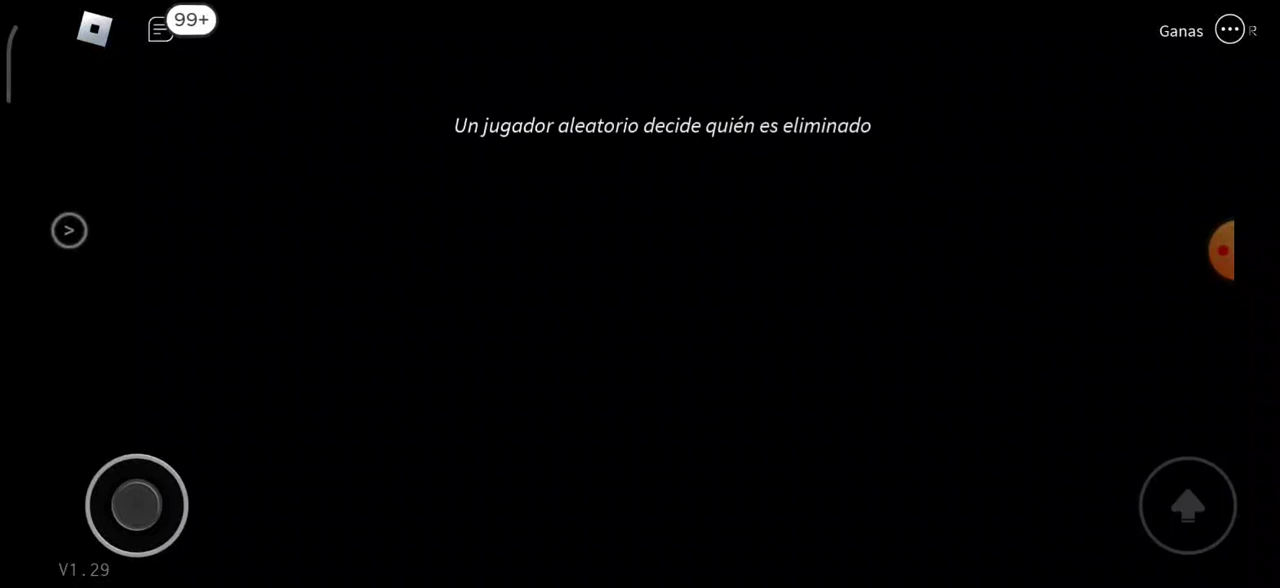 99+
Ganas
R
Un jugador aleatorio decide quién es eliminado
>
V1.29